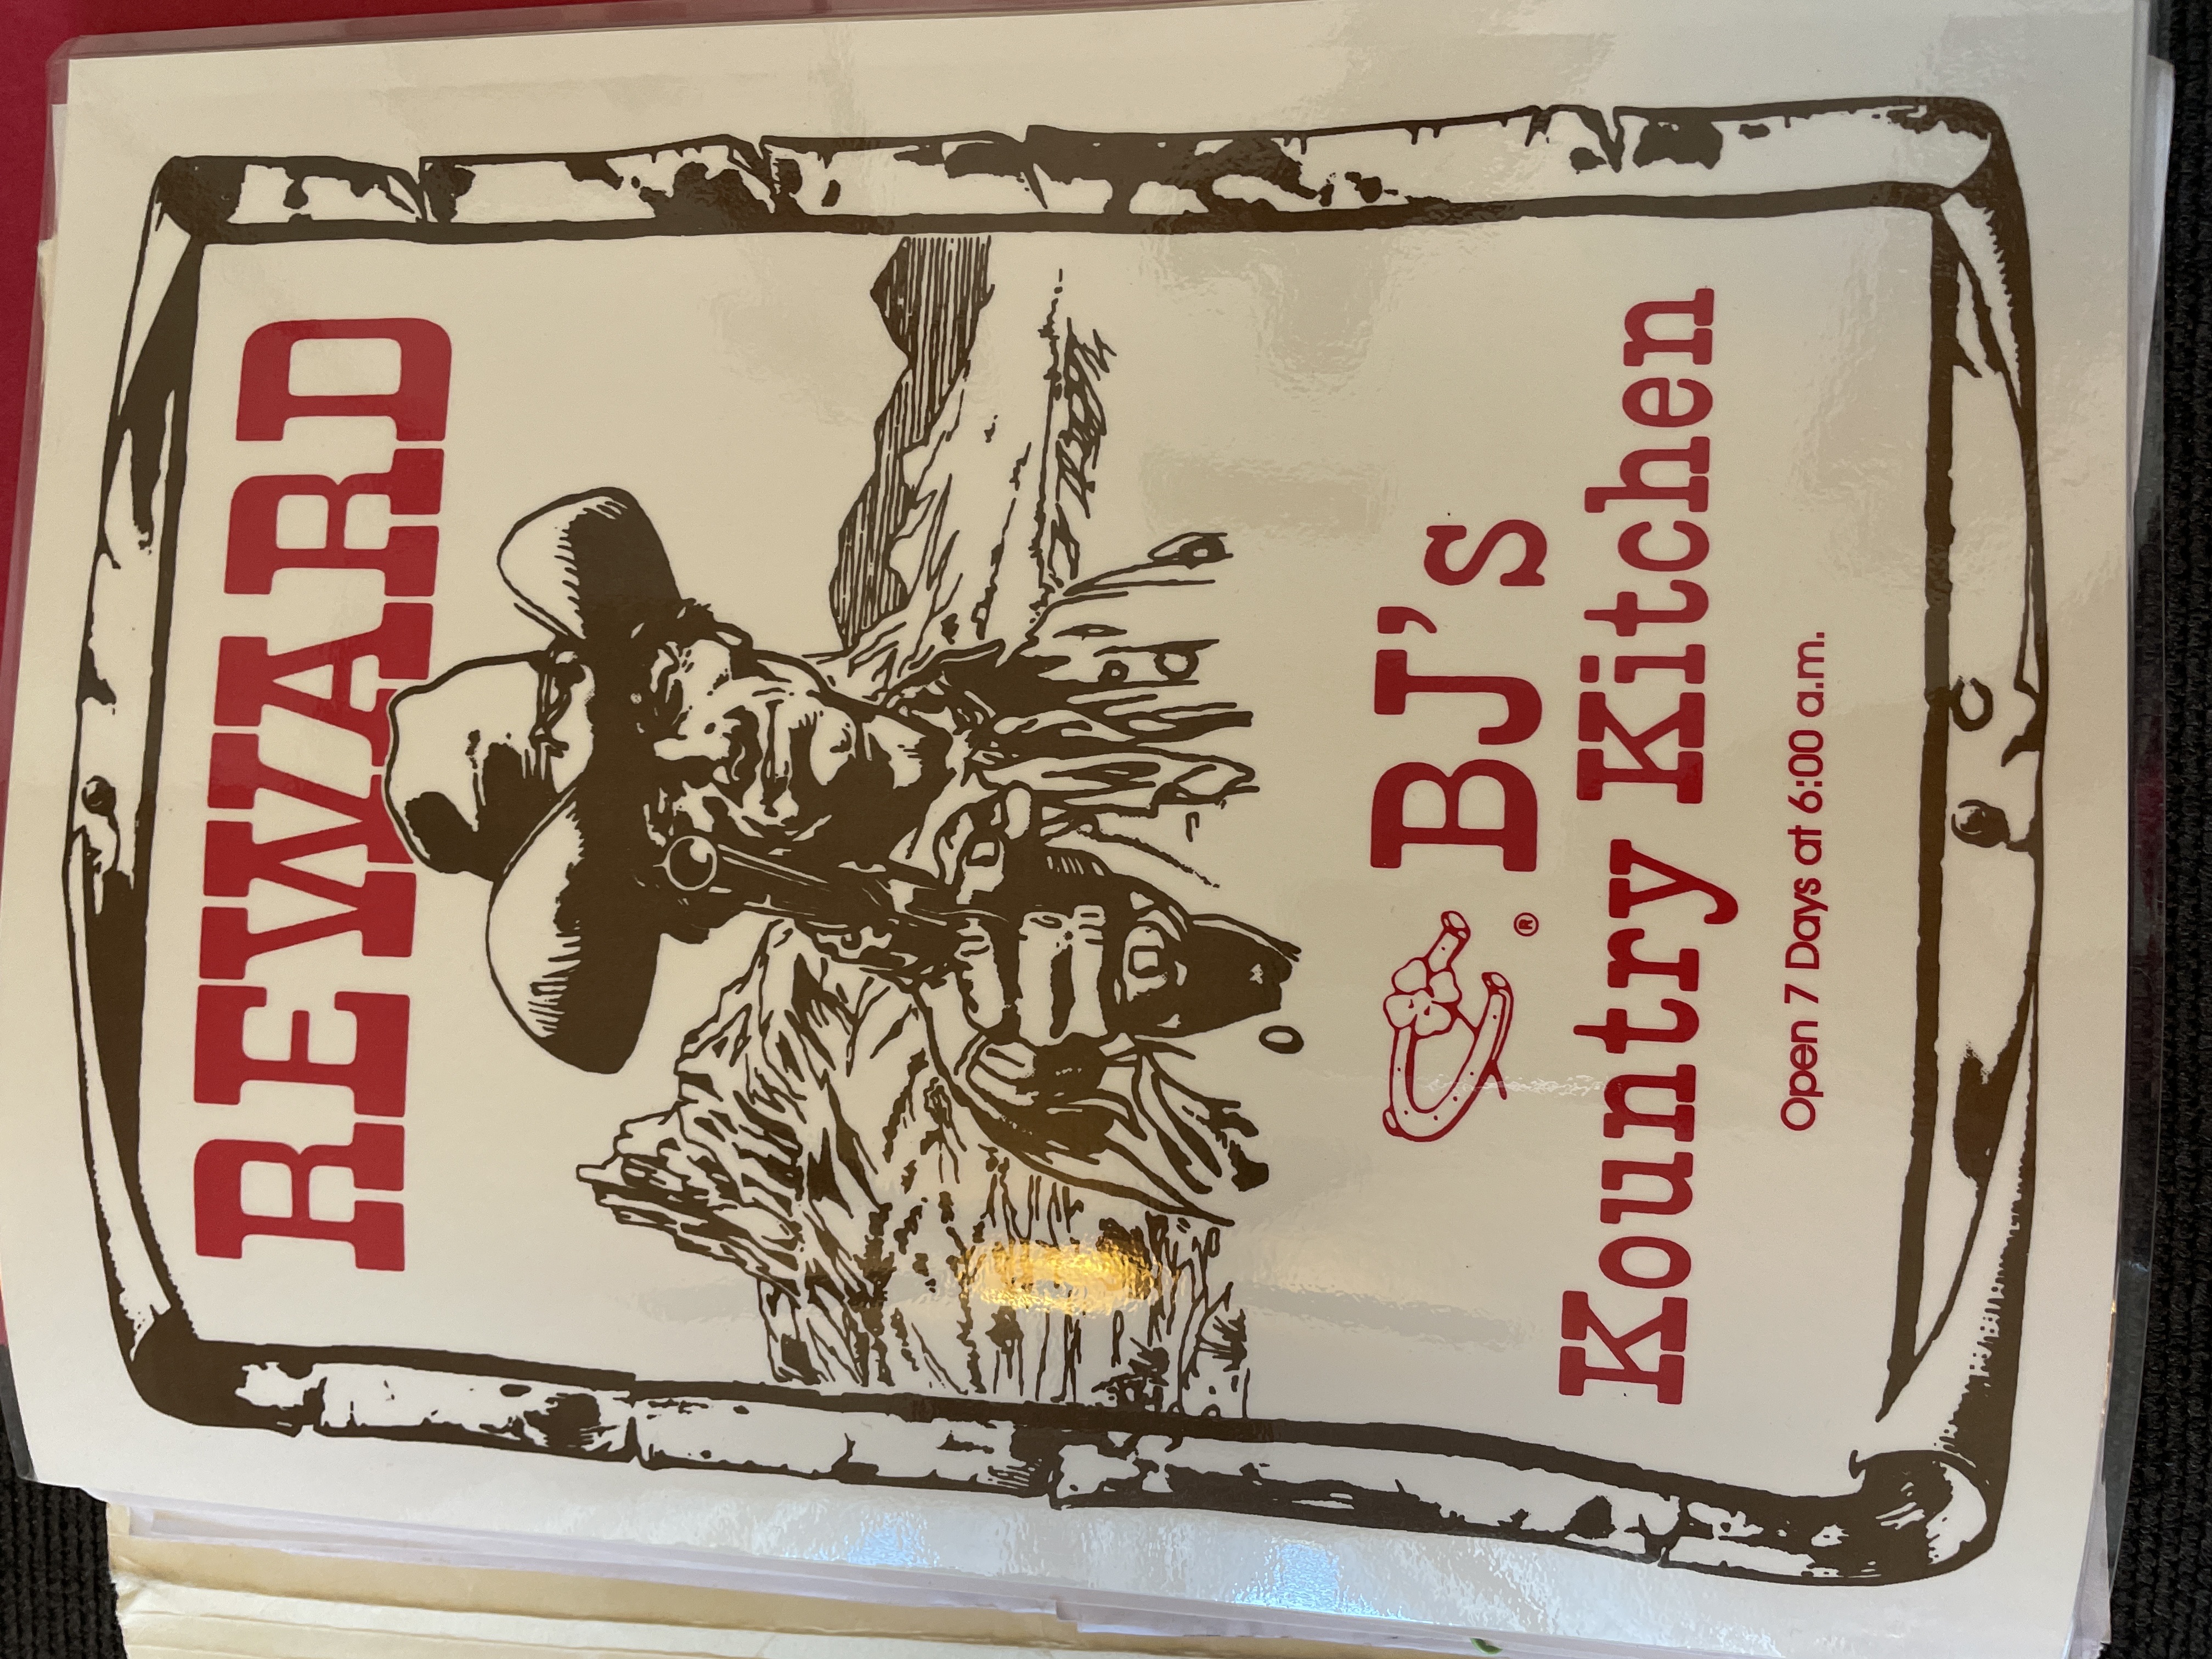 REWARD
® BJ's
Kountry Kitchen
Open 7 Days at 6:00 a.m.